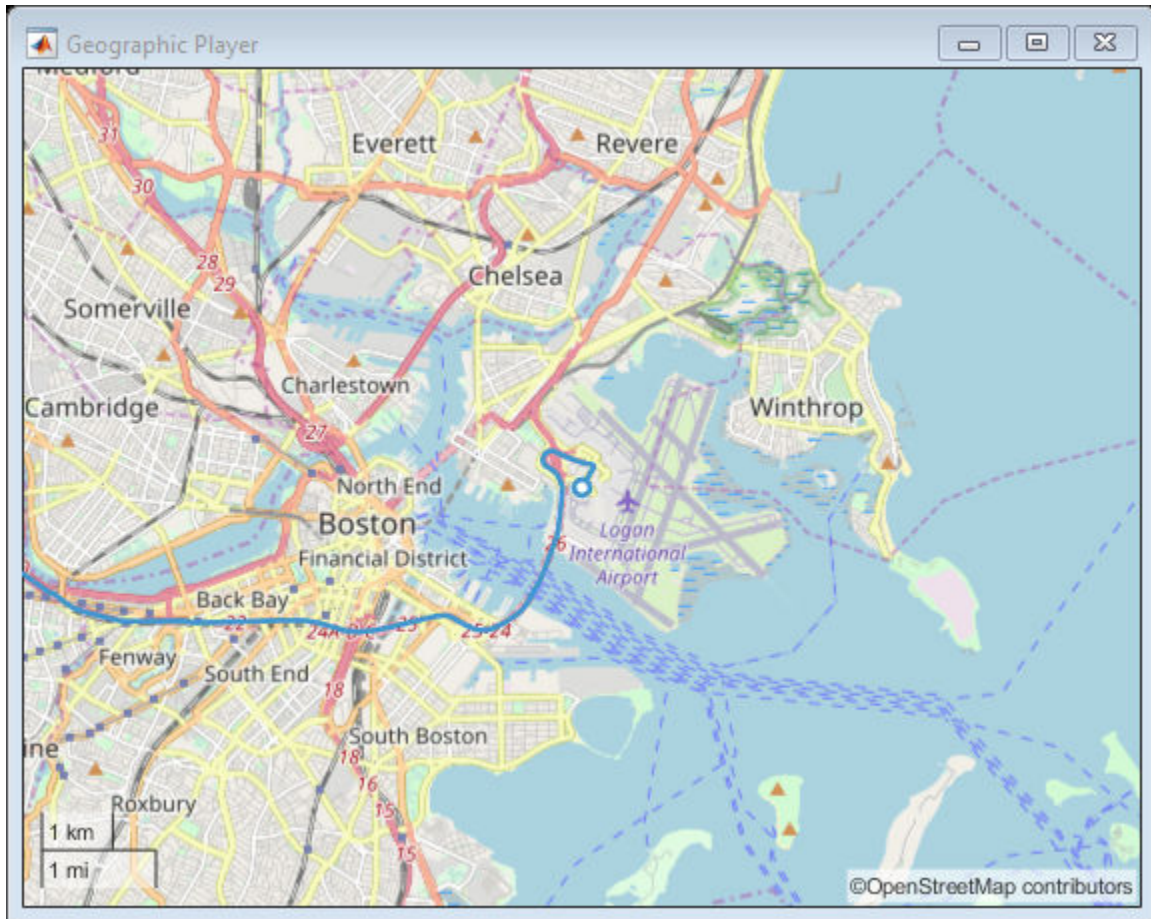 Geographic Player
Medford
31
Everett
Revere
30
28
29
Chelsea
Somerville
Charlestown
Cambridge
Winthrop
27
North End
Boston
Logan
International
Airport
26
Financial District
Back Bay
22
24A-B-C
23
25
24
Fenway
South End
18
South Boston
18
ine
16
Roxbury
15
15
1 km
1 mi
©OpenStreetMap contributors